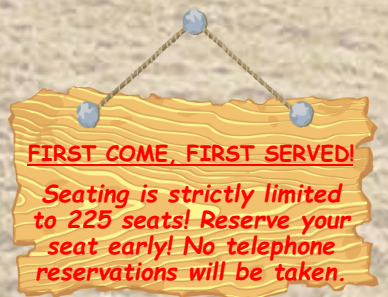 FIRST COME, FIRST SERVED!
Seating is strictly limited
to 225 seats! Reserve your
seat early! No telephone
reservations will be taken.